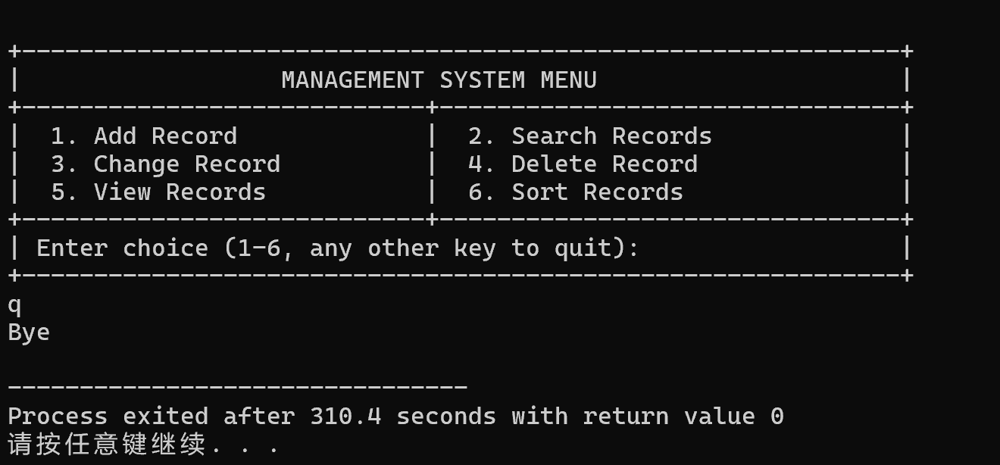 +-------------------------------------------------------------+
|                  MANAGEMENT SYSTEM MENU                     |
+----------------------------+--------------------------------+
|  1. Add Record             |  2. Search Records             |
|  3. Change Record          |  4. Delete Record              |
|  5. View Records           |  6. Sort Records               |
+----------------------------+--------------------------------+
| Enter choice (1-6, any other key to quit):                  |
+-------------------------------------------------------------+
q
Bye
--------------------------------
Process exited after 310.4 seconds with return value 0
请按任意键继续. . .